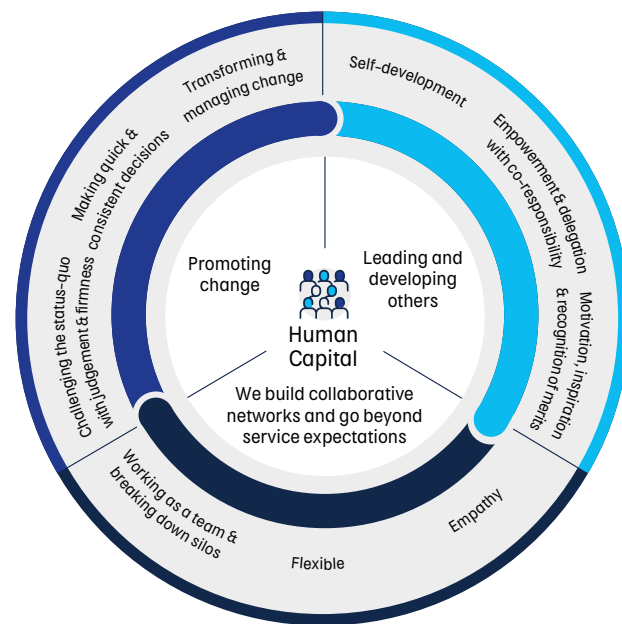 Transforming &
managing change
Self-development
Making quick &
consistent decisions
Empowerment & delegation
with co-responsibility
Challenging the status-quo
with judgement & firmness
Motivation, inspiration
& recognition of merits
Promoting
change
Leading and
developing
others
Human
Capital
We build collaborative
networks and go beyond
service expectations
Working as a team &
breaking down silos
Flexible
Empathy